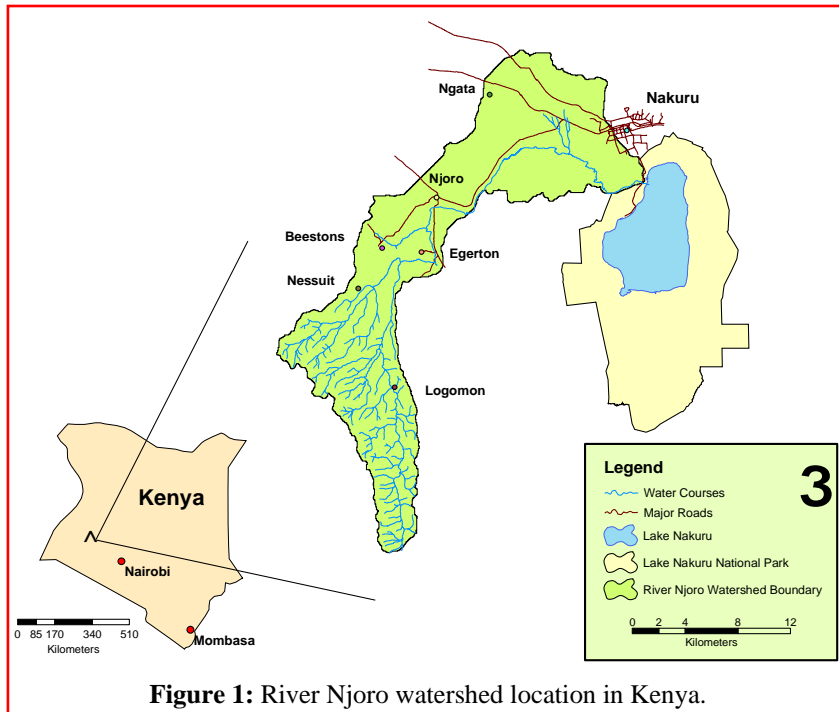 Ngata
Nakuru
Njoro
Beestons
Egerton
Nessuit
Logomon
Kenya
Nairobi
Mombasa
0 85 170 340 510
Kilometers
Legend
3
Water Courses
Major Roads
Lake Nakuru
Lake Nakuru National Park
River Njoro Watershed Boundary
0 2 4 8 12
Kilometers
Figure 1: River Njoro watershed location in Kenya.